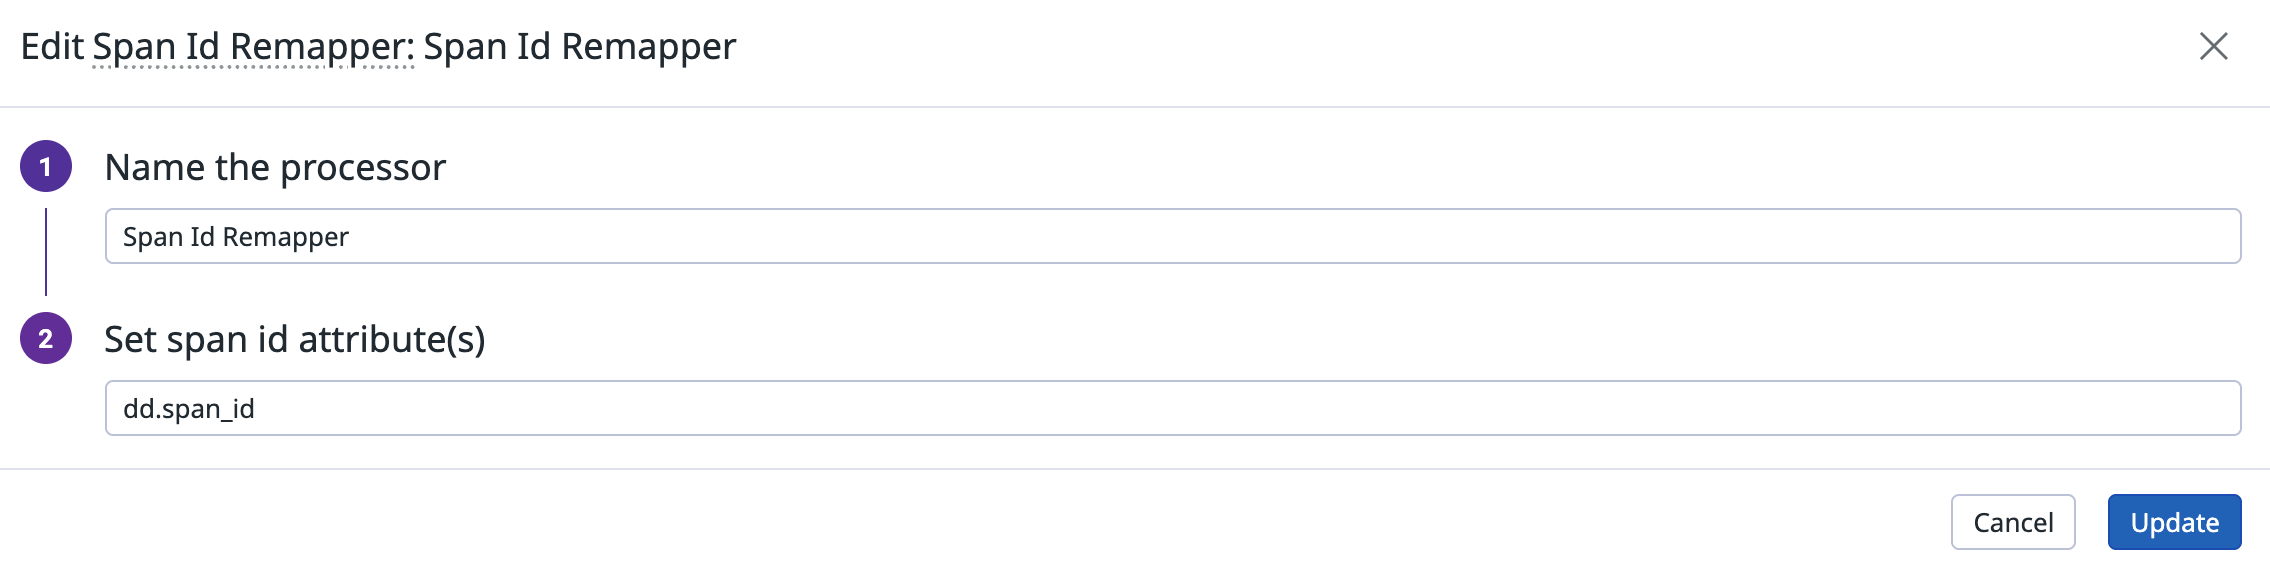 Edit Span Id Remapper: Span Id Remapper
1 Name the processor
Span Id Remapper
2 Set span id attribute(s)
dd.span_id
Cancel Update